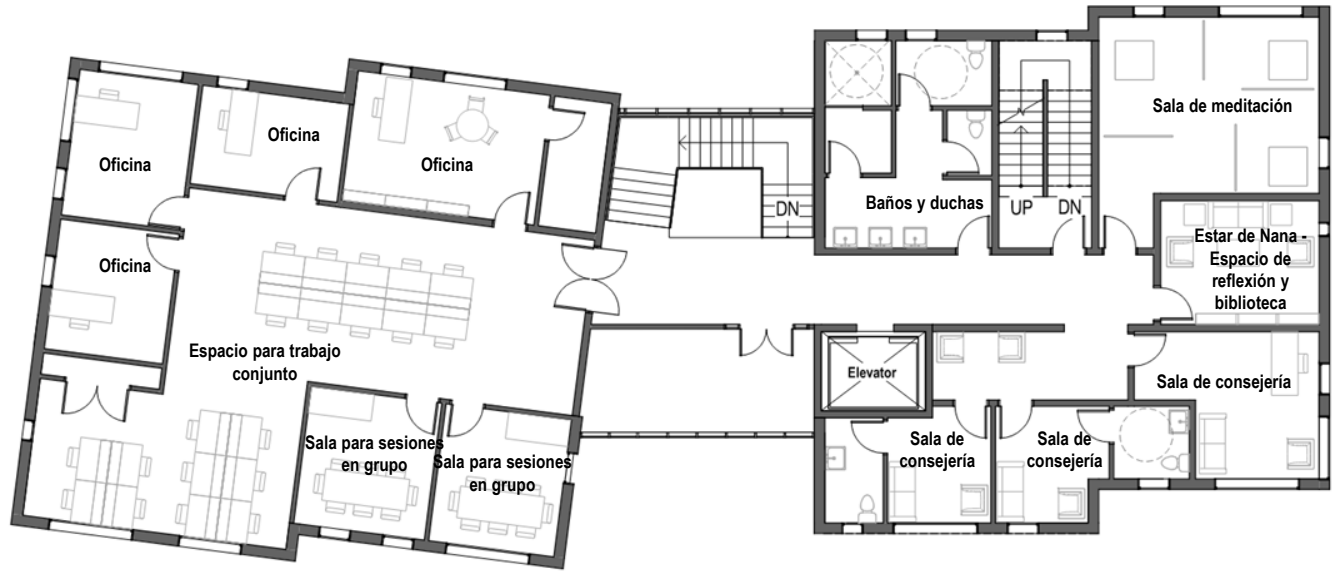 Oficina
Oficina
Oficina
Oficina
Espacio para trabajo
conjunto
Sala para sesiones
en grupo
Sala para sesiones
en grupo
DN
Baños y duchas
UP
DN
Sala de meditación
Estar de Nana -
Espacio de
reflexión y
biblioteca
Elevator
Sala de consejería
Sala de
consejería
Sala de
consejería